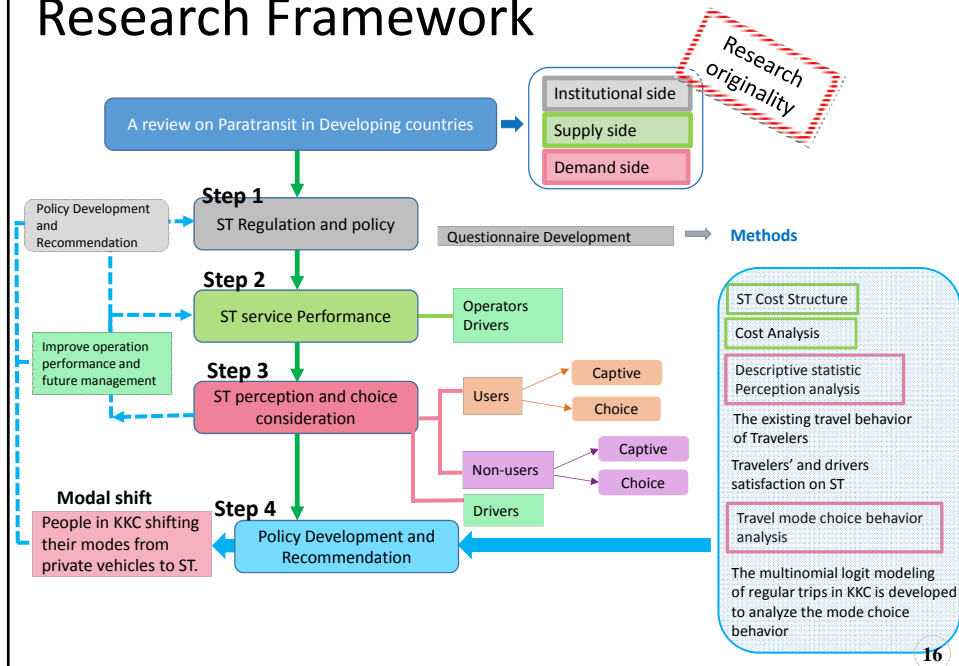 Research Framework
Research
originality
Institutional side
Supply side
Demand side
A review on Paratransit in Developing countries
Step 1
ST Regulation and policy
Policy Development
and
Recommendation
Questionnaire Development
Methods
Step 2
ST service Performance
Operators
Drivers
Improve operation
performance and
future management
Step 3
ST perception and choice
consideration
Users
Captive
Choice
Non-users
Captive
Choice
Drivers
Modal shift
People in KKC shifting
their modes from
private vehicles to ST.
Step 4
Policy Development and
Recommendation
ST Cost Structure
Cost Analysis
Descriptive statistic
Perception analysis
The existing travel behavior
of Travelers
Travelers’ and drivers
satisfaction on ST
Travel mode choice behavior
analysis
The multinomial logit modeling
of regular trips in KKC is developed
to analyze the mode choice
behavior
16